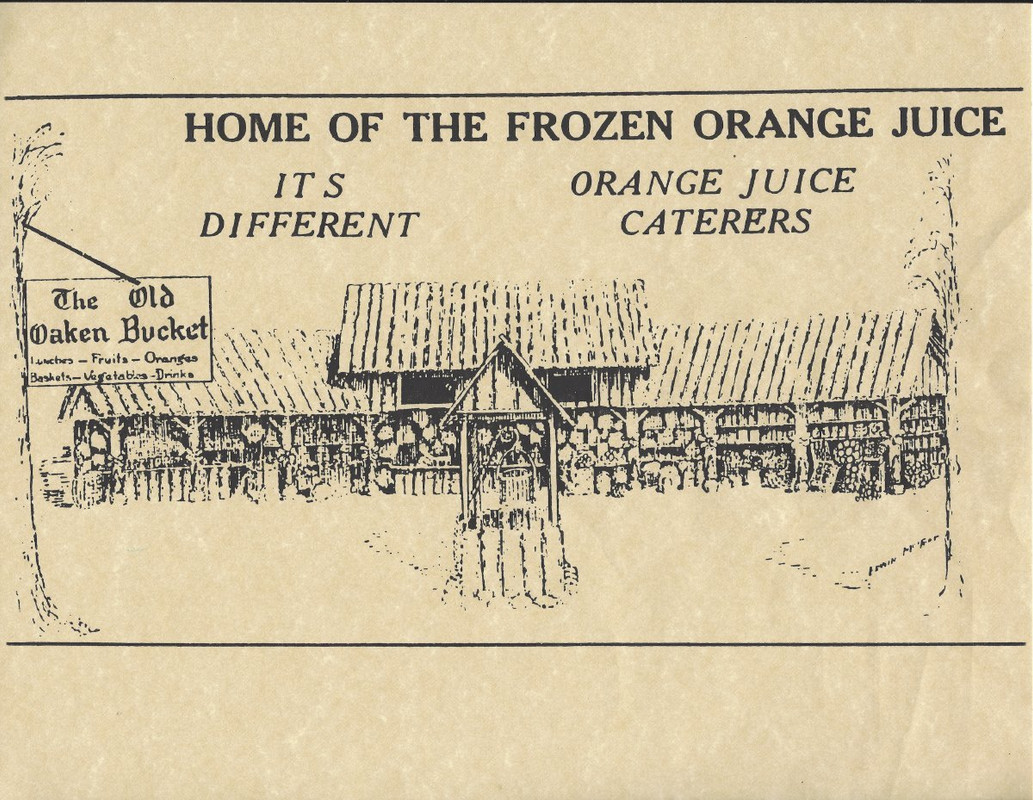 HOME OF THE FROZEN ORANGE JUICE
ITS
DIFFERENT
ORANGE JUICE
CATERERS
The Old
Oaken Bucket
Lunches – Fruits – Oranges
Baskets – Vegetables - Drinks